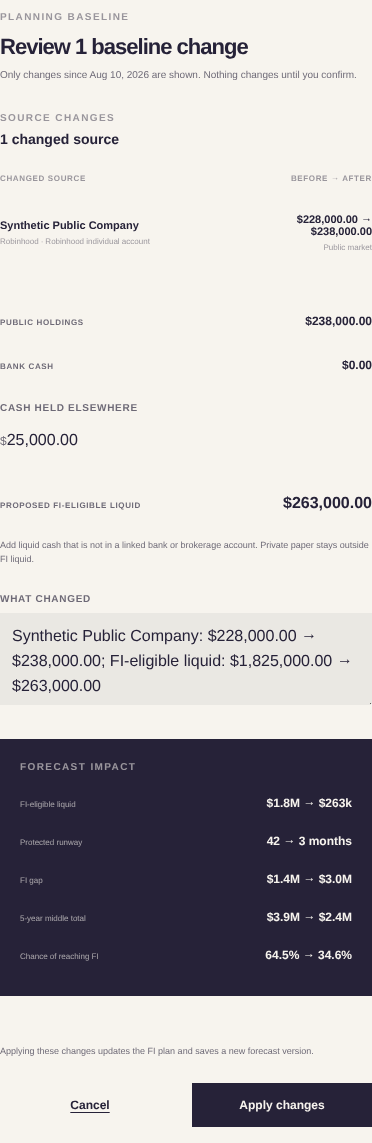 PLANNING BASELINE
Review 1 baseline change
Only changes since Aug 10, 2026 are shown. Nothing changes until you confirm.
SOURCE CHANGES
1 changed source
CHANGED SOURCE BEFORE → AFTER
Synthetic Public Company $228,000.00 →
$238,000.00
Robinhood · Robinhood individual account Public market
PUBLIC HOLDINGS $238,000.00
BANK CASH $0.00
CASH HELD ELSEWHERE
$25,000.00
PROPOSED FI-ELIGIBLE LIQUID $263,000.00
Add liquid cash that is not in a linked bank or brokerage account. Private paper stays outside
FI liquid.
WHAT CHANGED
Synthetic Public Company: $228,000.00 →
$238,000.00; FI-eligible liquid: $1,825,000.00 →
$263,000.00
FORECAST IMPACT
FI-eligible liquid $1.8M → $263k
Protected runway 42 → 3 months
FI gap $1.4M → $3.0M
5-year middle total $3.9M → $2.4M
Chance of reaching FI 64.5% → 34.6%
Applying these changes updates the FI plan and saves a new forecast version.
Cancel Apply changes